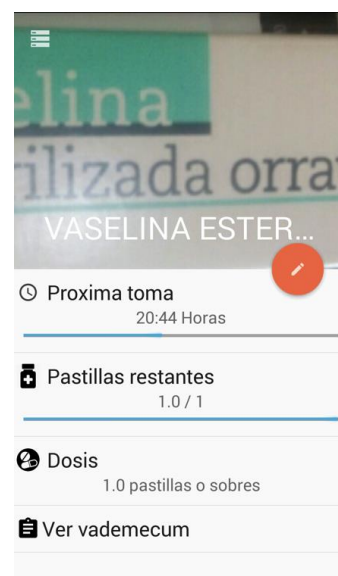 elina
rilizada orra
VASELINA ESTER...
Proxima toma
20:44 Horas
Pastillas restantes
1.0 / 1
Dosis
1.0 pastillas o sobres
Ver vademecum